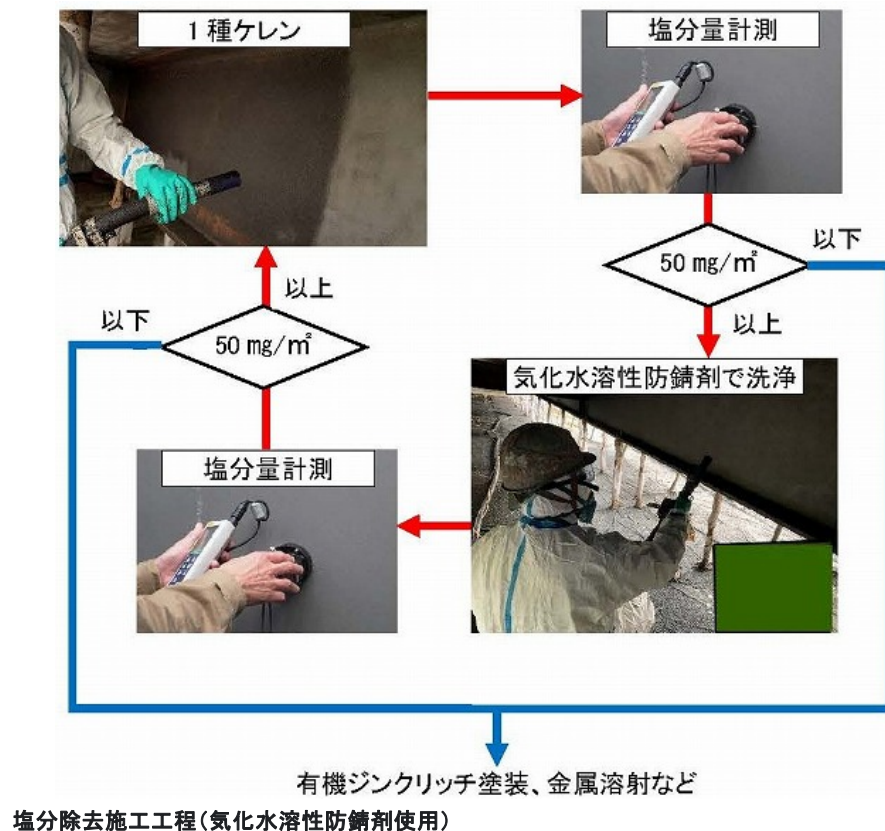 1種ケレン
塩分量計測
50 mg/㎡
以下
以上
気化水溶性防錆剤で洗浄
塩分量計測
50 mg/㎡
以上
以下
有機ジンクリッチ塗装、金属溶射など
塩分除去施工工程(気化水溶性防錆剤使用)